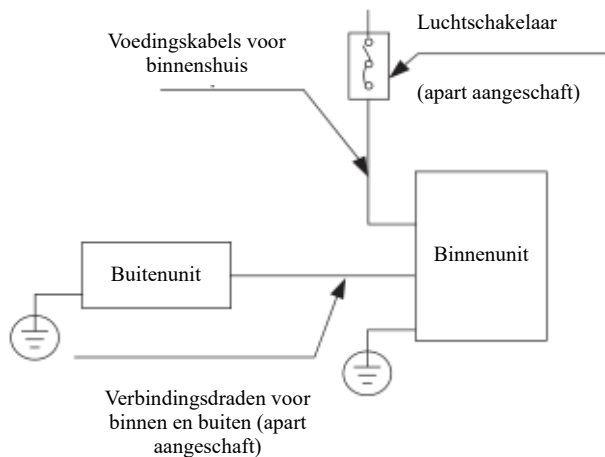 Luchtschakelaar
(apart aangeschaft)
Voedingskabels voor
binnenshuis
Binnenunit
Buitenunit
Verbindingsdraden voor
binnen en buiten (apart
aangeschaft)